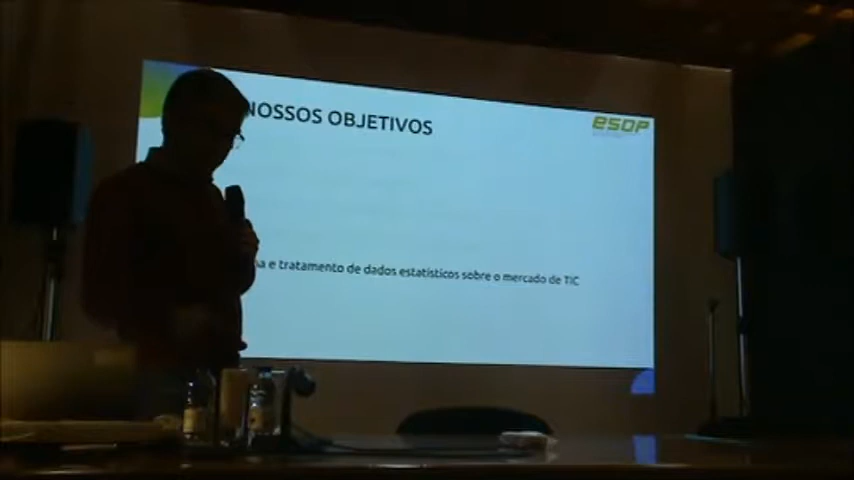 NOSSOS OBJETIVOS
esop
e tratamento de dados estatísticos sobre o mercado de TIC